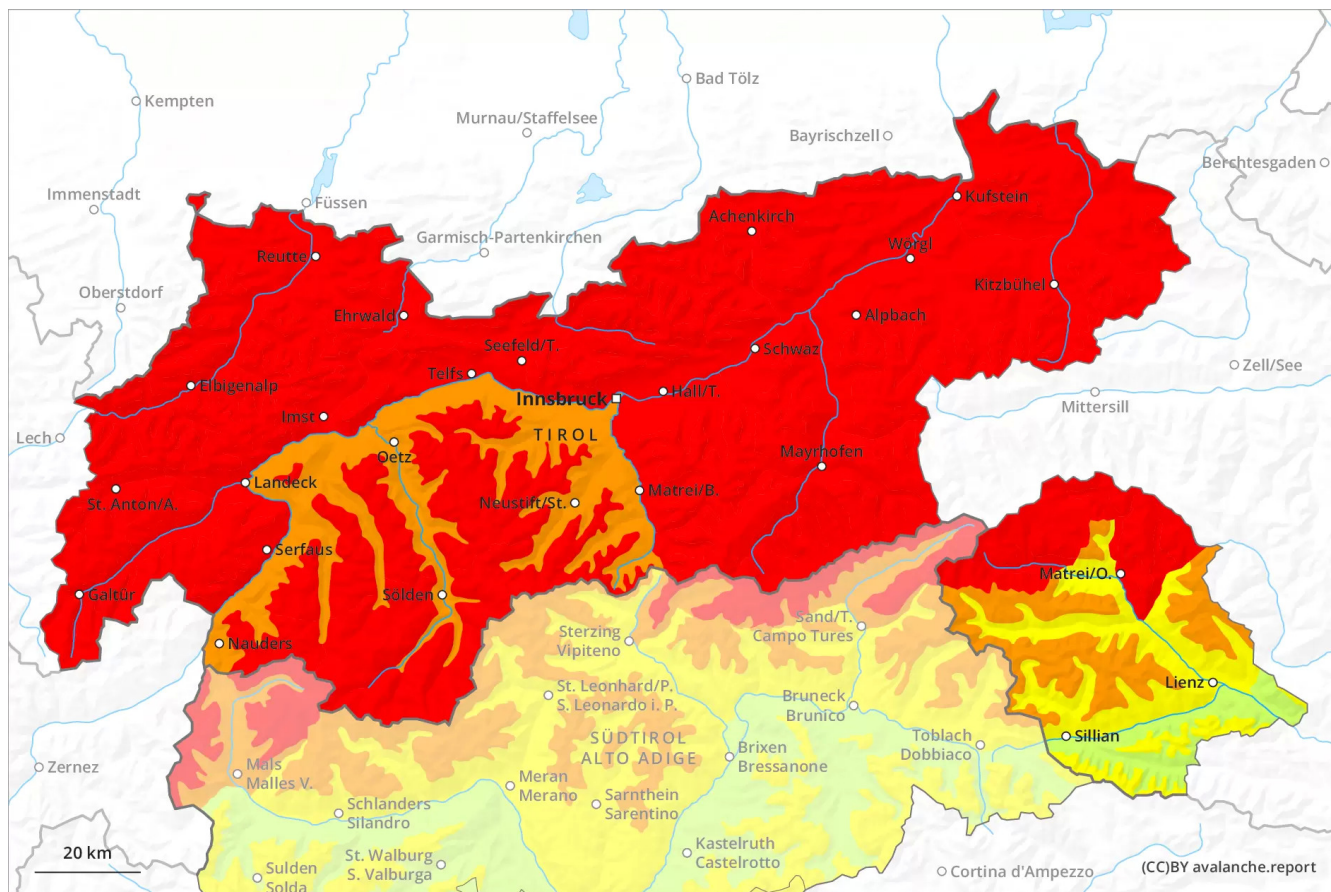 Bad Tölz
Kempten
Murnau/Staffelsee
Bayrischzell
Berchtesgaden
Immenstadt
Füssen
Kufstein
Achenkirch
Garmisch-Partenkirchen
Wörgl
Reutte
Kitzbühel
Oberstdorf
Ehrwald
Alpbach
Seefeld/T.
Schwaz
Zell/See
Telfs
Elbigenalp
Hall/T.
Mittersill
Innsbruck
Imst
Lech
TIROL
Oetz
Mayrhofen
Landeck
St. Anton/A.
Neustift/St.
Matrei/B.
Serfaus
Matrei/O.
Galtür
Sölden
Sand/T.
Campo Tures
Sterzing
Vipiteno
Nauders
Lienz
St. Leonhard/P.
S. Leonardo i. P.
Bruneck
Brunico
SÜDTIROL
ALTO ADIGE
Toblach
Dobbiaco
Sillian
Brixen
Bressanone
Zernez
Mals
Malles V.
Meran
Merano
Sarnthein
Sarentino
Schlanders
Silandro
Kastelruth
Castelrotto
20 km
St. Walburg
S. Valburga
Sulden
Solda
Cortina d'Ampezzo
(CC)BY avalanche.report